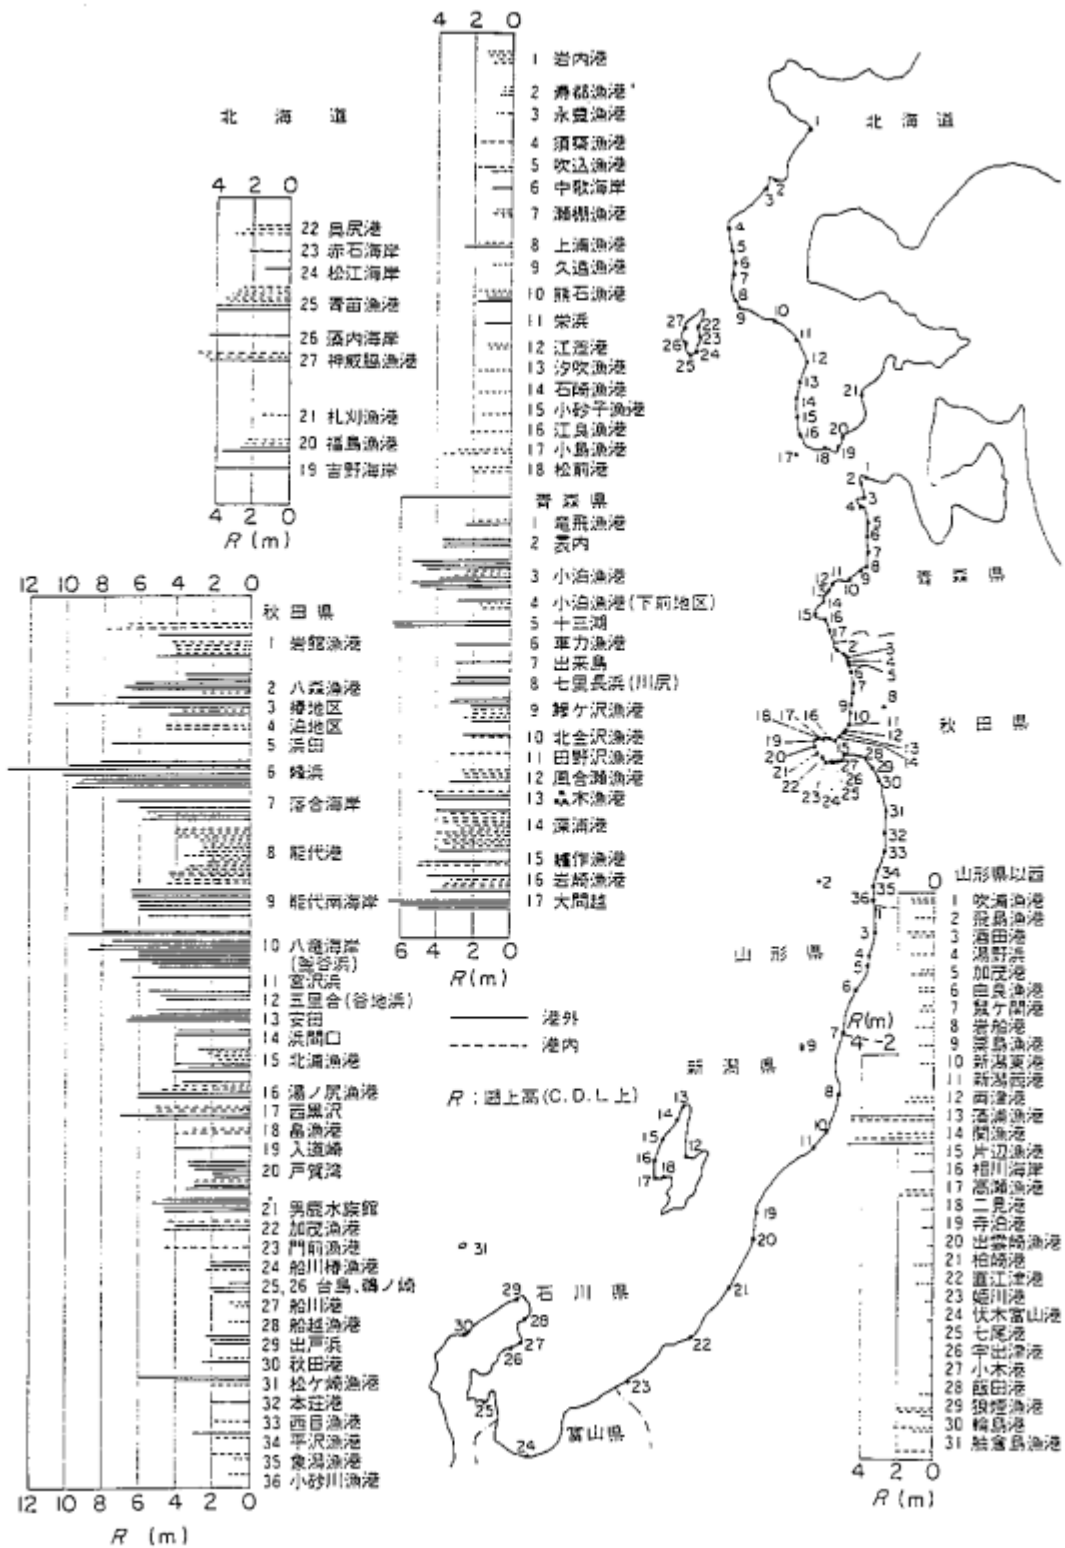 北海道
4 2 0
22 奥尻港
23 赤石海岸
24 松江海岸
25 青苗漁港
26 藻内海岸
27 神威脇漁港
21 札刈漁港
20 福島漁港
19 吉野海岸
4 2 0
R (m)
4 2 0
1 岩内港
2 寿都漁港
3 永豊漁港
4 須築漁港
5 吹込漁港
6 中歌海岸
7 瀬棚漁港
8 上浦漁港
9 久遠漁港
10 熊石漁港
11 栄浜
12 江差港
13 汐吹漁港
14 石崎漁港
15 小砂子漁港
16 江良漁港
17 小島漁港
18 松前港
青森県
1 竜飛漁港
2 袰内
3 小泊漁港
4 小泊漁港(下前地区)
5 十三湖
6 車力漁港
7 出来島
8 七里長浜(川尻)
9 鰺ケ沢漁港
10 北金沢漁港
11 田野沢漁港
12 風合瀬漁港
13 森木漁港
14 深浦港
15 艫作漁港
16 岩崎漁港
17 大間越
6 4 2 0
R(m)
12 10 8 6 4 2 0
秋田県
1 岩館漁港
2 八森漁港
3 椿地区
4 泊地区
5 浜田
6 峰浜
7 落合海岸
8 能代港
9 能代南海岸
10 八竜海岸
(釜谷浜)
11 宮沢浜
12 五里合(谷地浜)
13 安田
14 浜間口
15 北浦漁港
16 湯ノ尻漁港
17 西黒沢
18 畠漁港
19 入道崎
20 戸賀湾
21 男鹿水族館
22 加茂漁港
23 門前漁港
24 船川椿漁港
25,26 台島、鵜ノ崎
27 船川港
28 船越漁港
29 出戸浜
30 秋田港
31 松ケ崎漁港
32 本荘港
33 西目漁港
34 平沢漁港
35 象潟漁港
36 小砂川漁港
12 10 8 6 4 2 0
R (m)
港外
港内
R:遡上高(C.D.L上)
北海道
青森県
秋田県
山形県
新潟県
石川県
富山県
0 山形県以西
1 吹浦漁港
2 飛島漁港
3 酒田港
4 湯野浜
5 加茂港
6 由良漁港
7 鼠ケ関港
8 岩船港
9 粟島漁港
10 新潟東港
11 新潟西港
12 両津港
13 鷲浦漁港
14 関漁港
15 片辺漁港
16 相川海岸
17 高瀬漁港
18 二見港
19 寺泊港
20 出雲崎漁港
21 柏崎港
22 直江津港
23 姫川港
24 伏木富山港
25 七尾港
26 宇出津港
27 小木港
28 飯田港
29 狼煙漁港
30 輪島港
31 舳倉島漁港
R(m)
4 2
4 2 0
R (m)